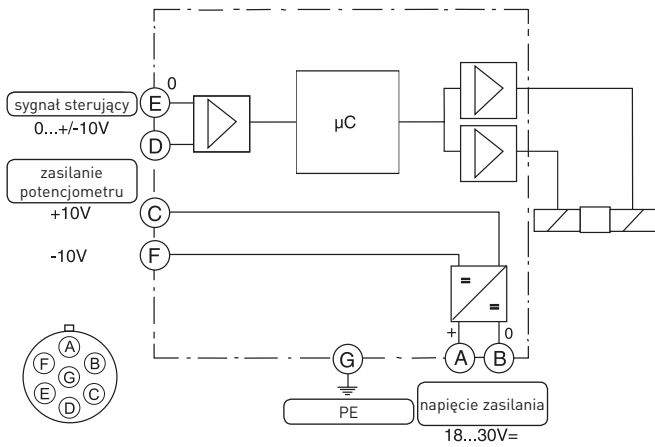 0
sygnał sterujący
E
0...+/-10V
D
µC
zasilanie
potencjometru
+10V
C
-10V
F
=
=
+ 0
G
A B
PE
napięcie zasilania
18...30V=
A
F B
G
E C
D